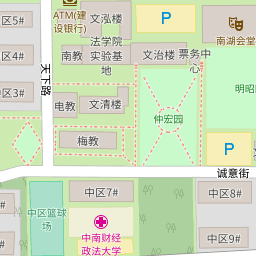 ATM(建
设银行)
文泓楼
P
南湖会堂
区5#
法学院
实验基
地
文治楼
票务中
心
南教
区4#
天下路
明昭
区3#
电教
文清楼
仲宏园
梅教
P
诚意街
中区7#
中区8#
中区篮球
场
中南财经
政法大学
中区9#